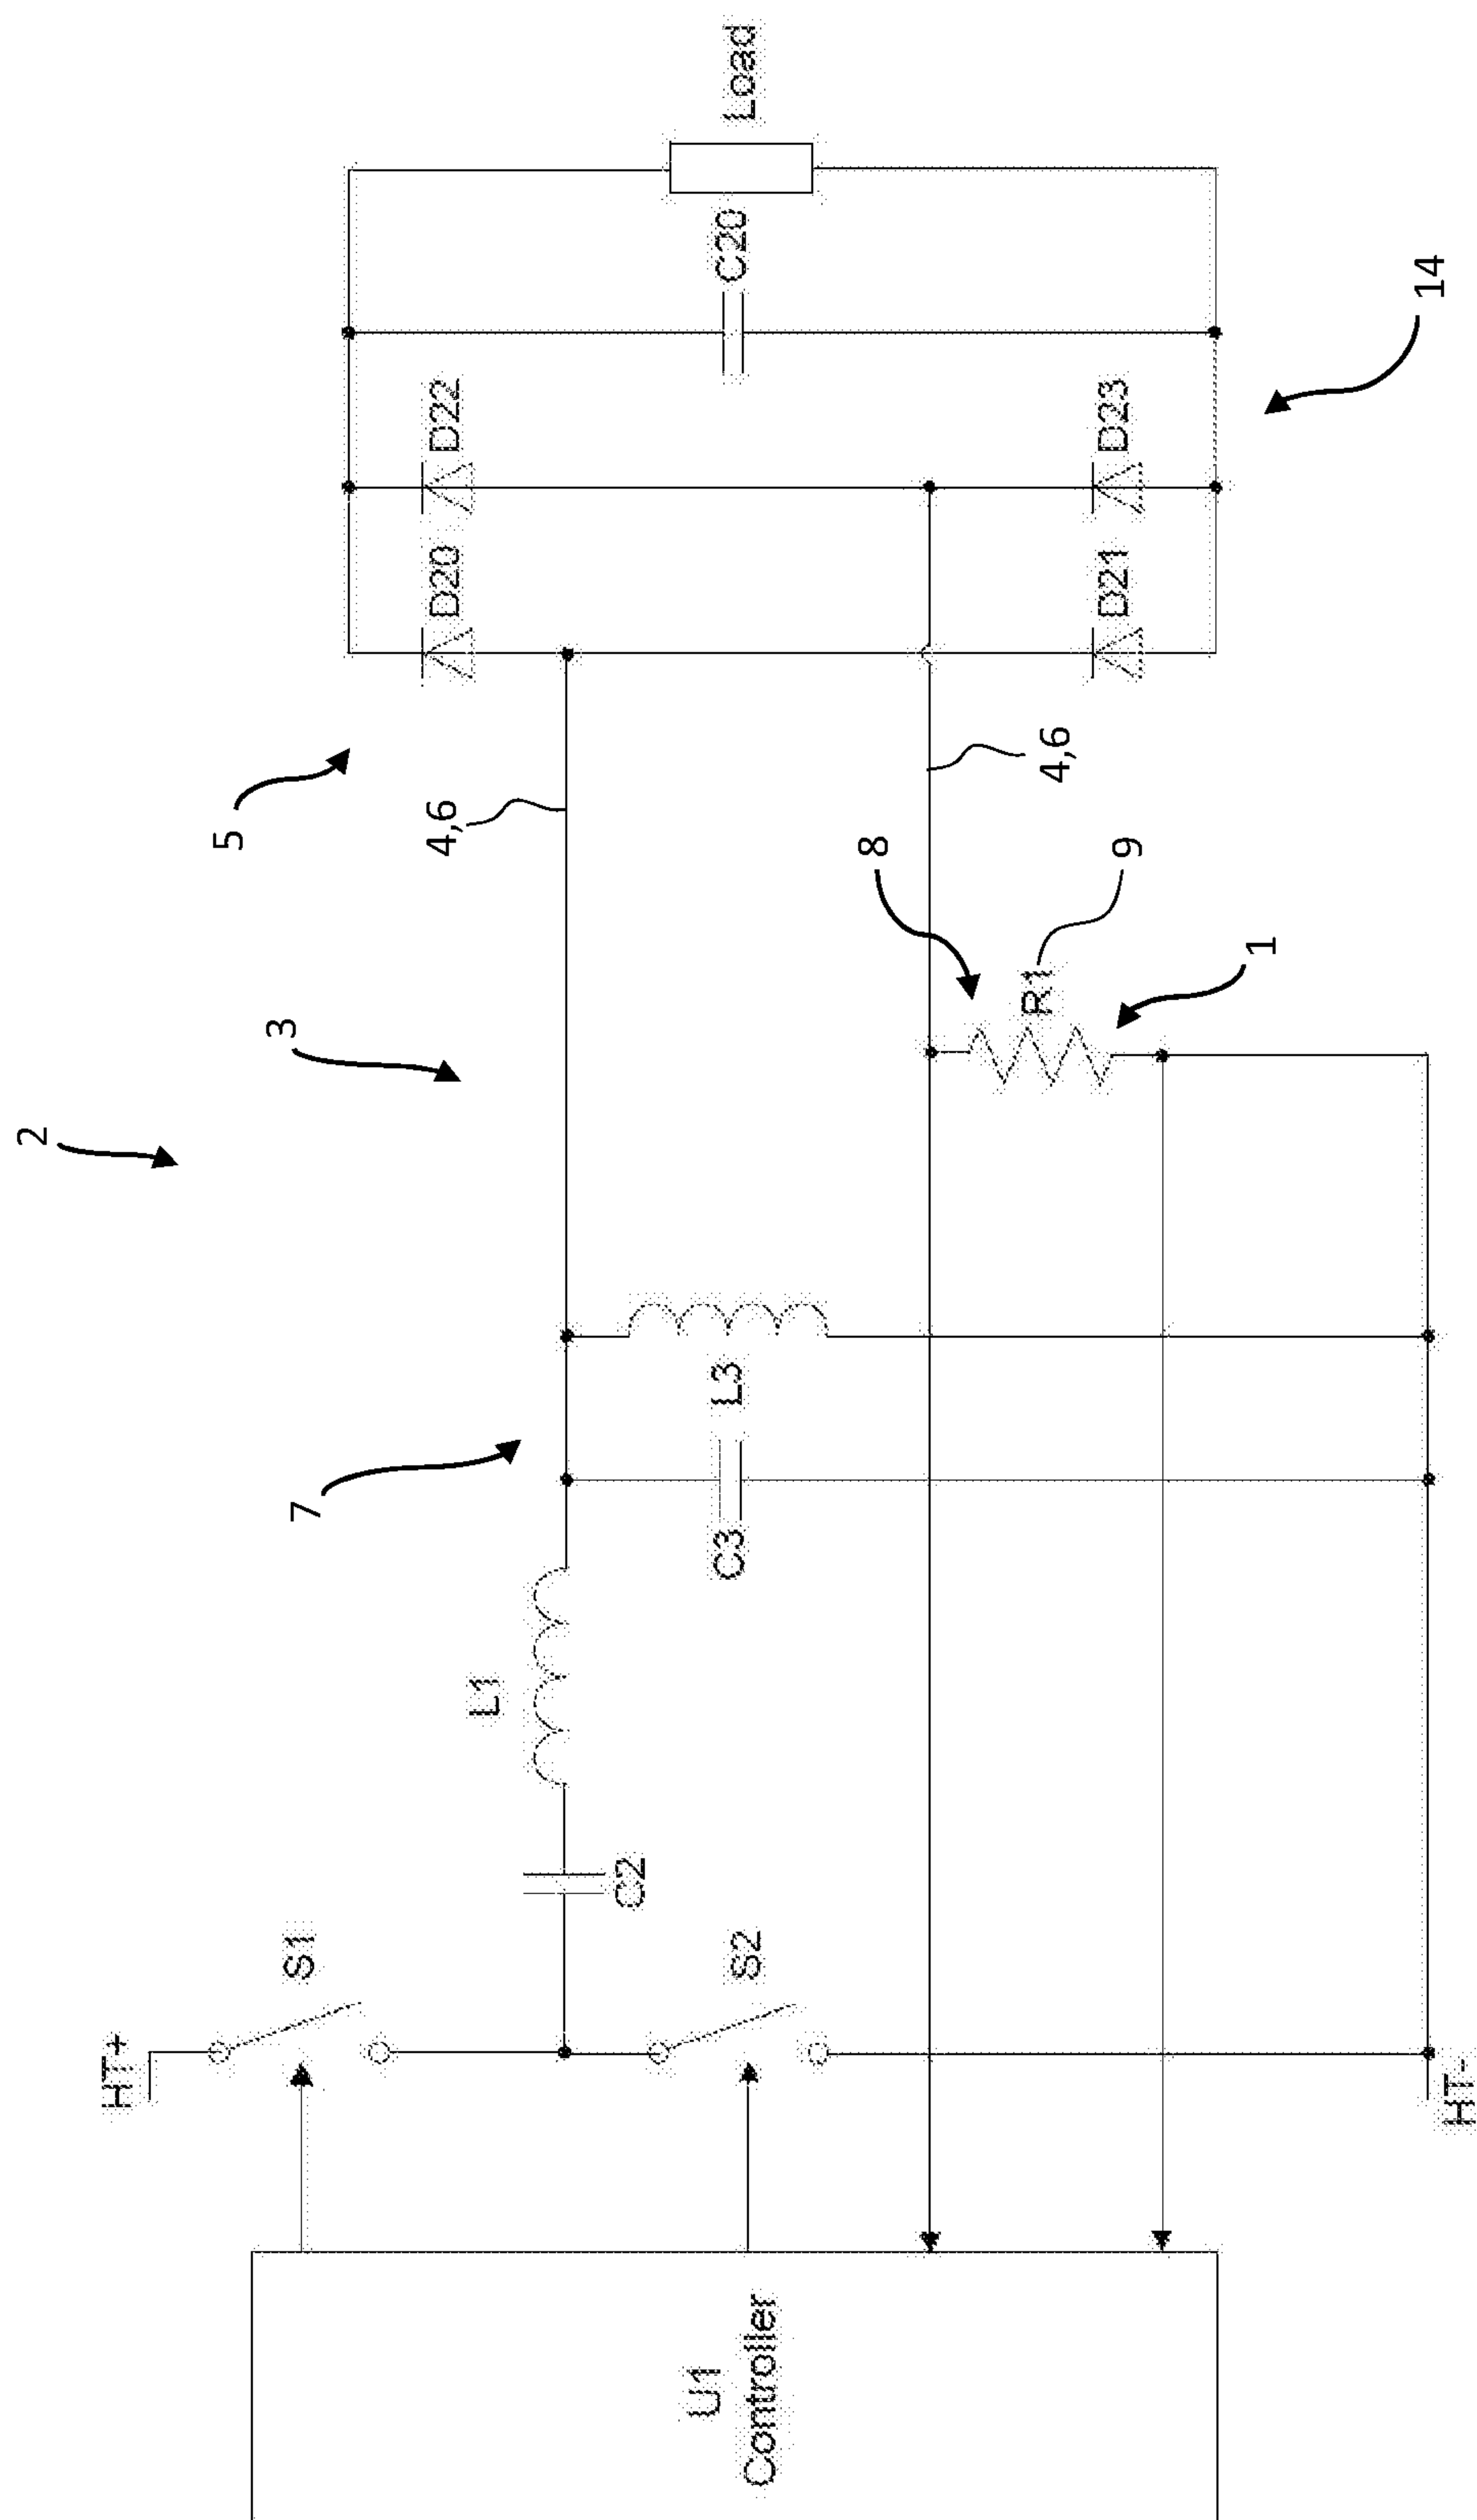 Load
C20
14
D22
D23
D20
D21
5
4,6
4,6
8
9
R1
1
3
2
L3
7
C3
L1
C2
S1
S2
HT+
HT-
U1
Controller